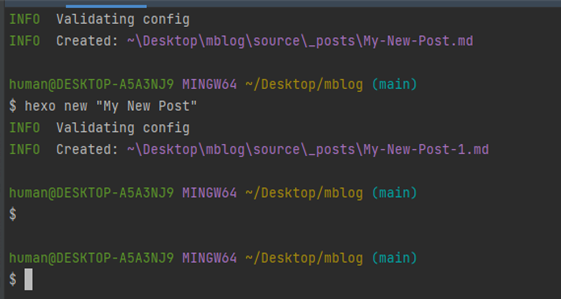 INFO  Validating config
INFO  Created: ~\Desktop\mblog\source\_posts\My-New-Post.md
human@DESKTOP-A5A3NJ9 MINGW64 ~/Desktop/mblog (main)
$ hexo new "My New Post"
INFO  Validating config
INFO  Created: ~\Desktop\mblog\source\_posts\My-New-Post-1.md
human@DESKTOP-A5A3NJ9 MINGW64 ~/Desktop/mblog (main)
$
human@DESKTOP-A5A3NJ9 MINGW64 ~/Desktop/mblog (main)
$